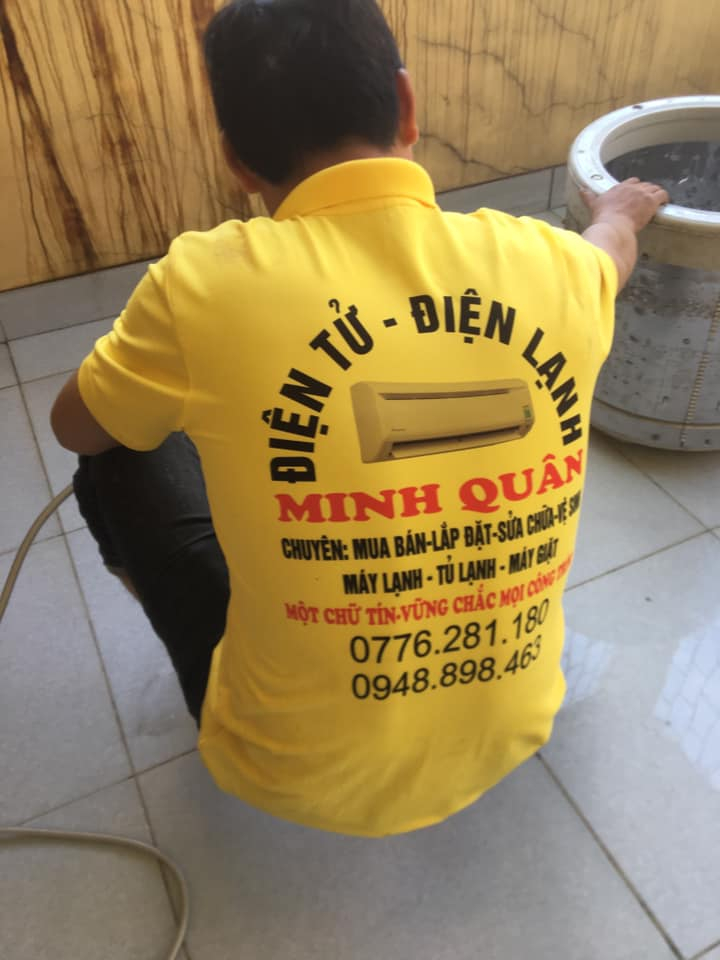 ĐIỆN TỬ - ĐIỆN LẠNH
MINH QUÂN
CHUYÊN: MUA BÁN-LẮP ĐẶT-SỬA CHỮA-VỆ SINH
MÁY LẠNH - TỦ LẠNH - MÁY GIẶT
MỘT CHỮ TÍN-VỮNG CHẮC MỌI CÔNG
0776.281.180
0948.898.463